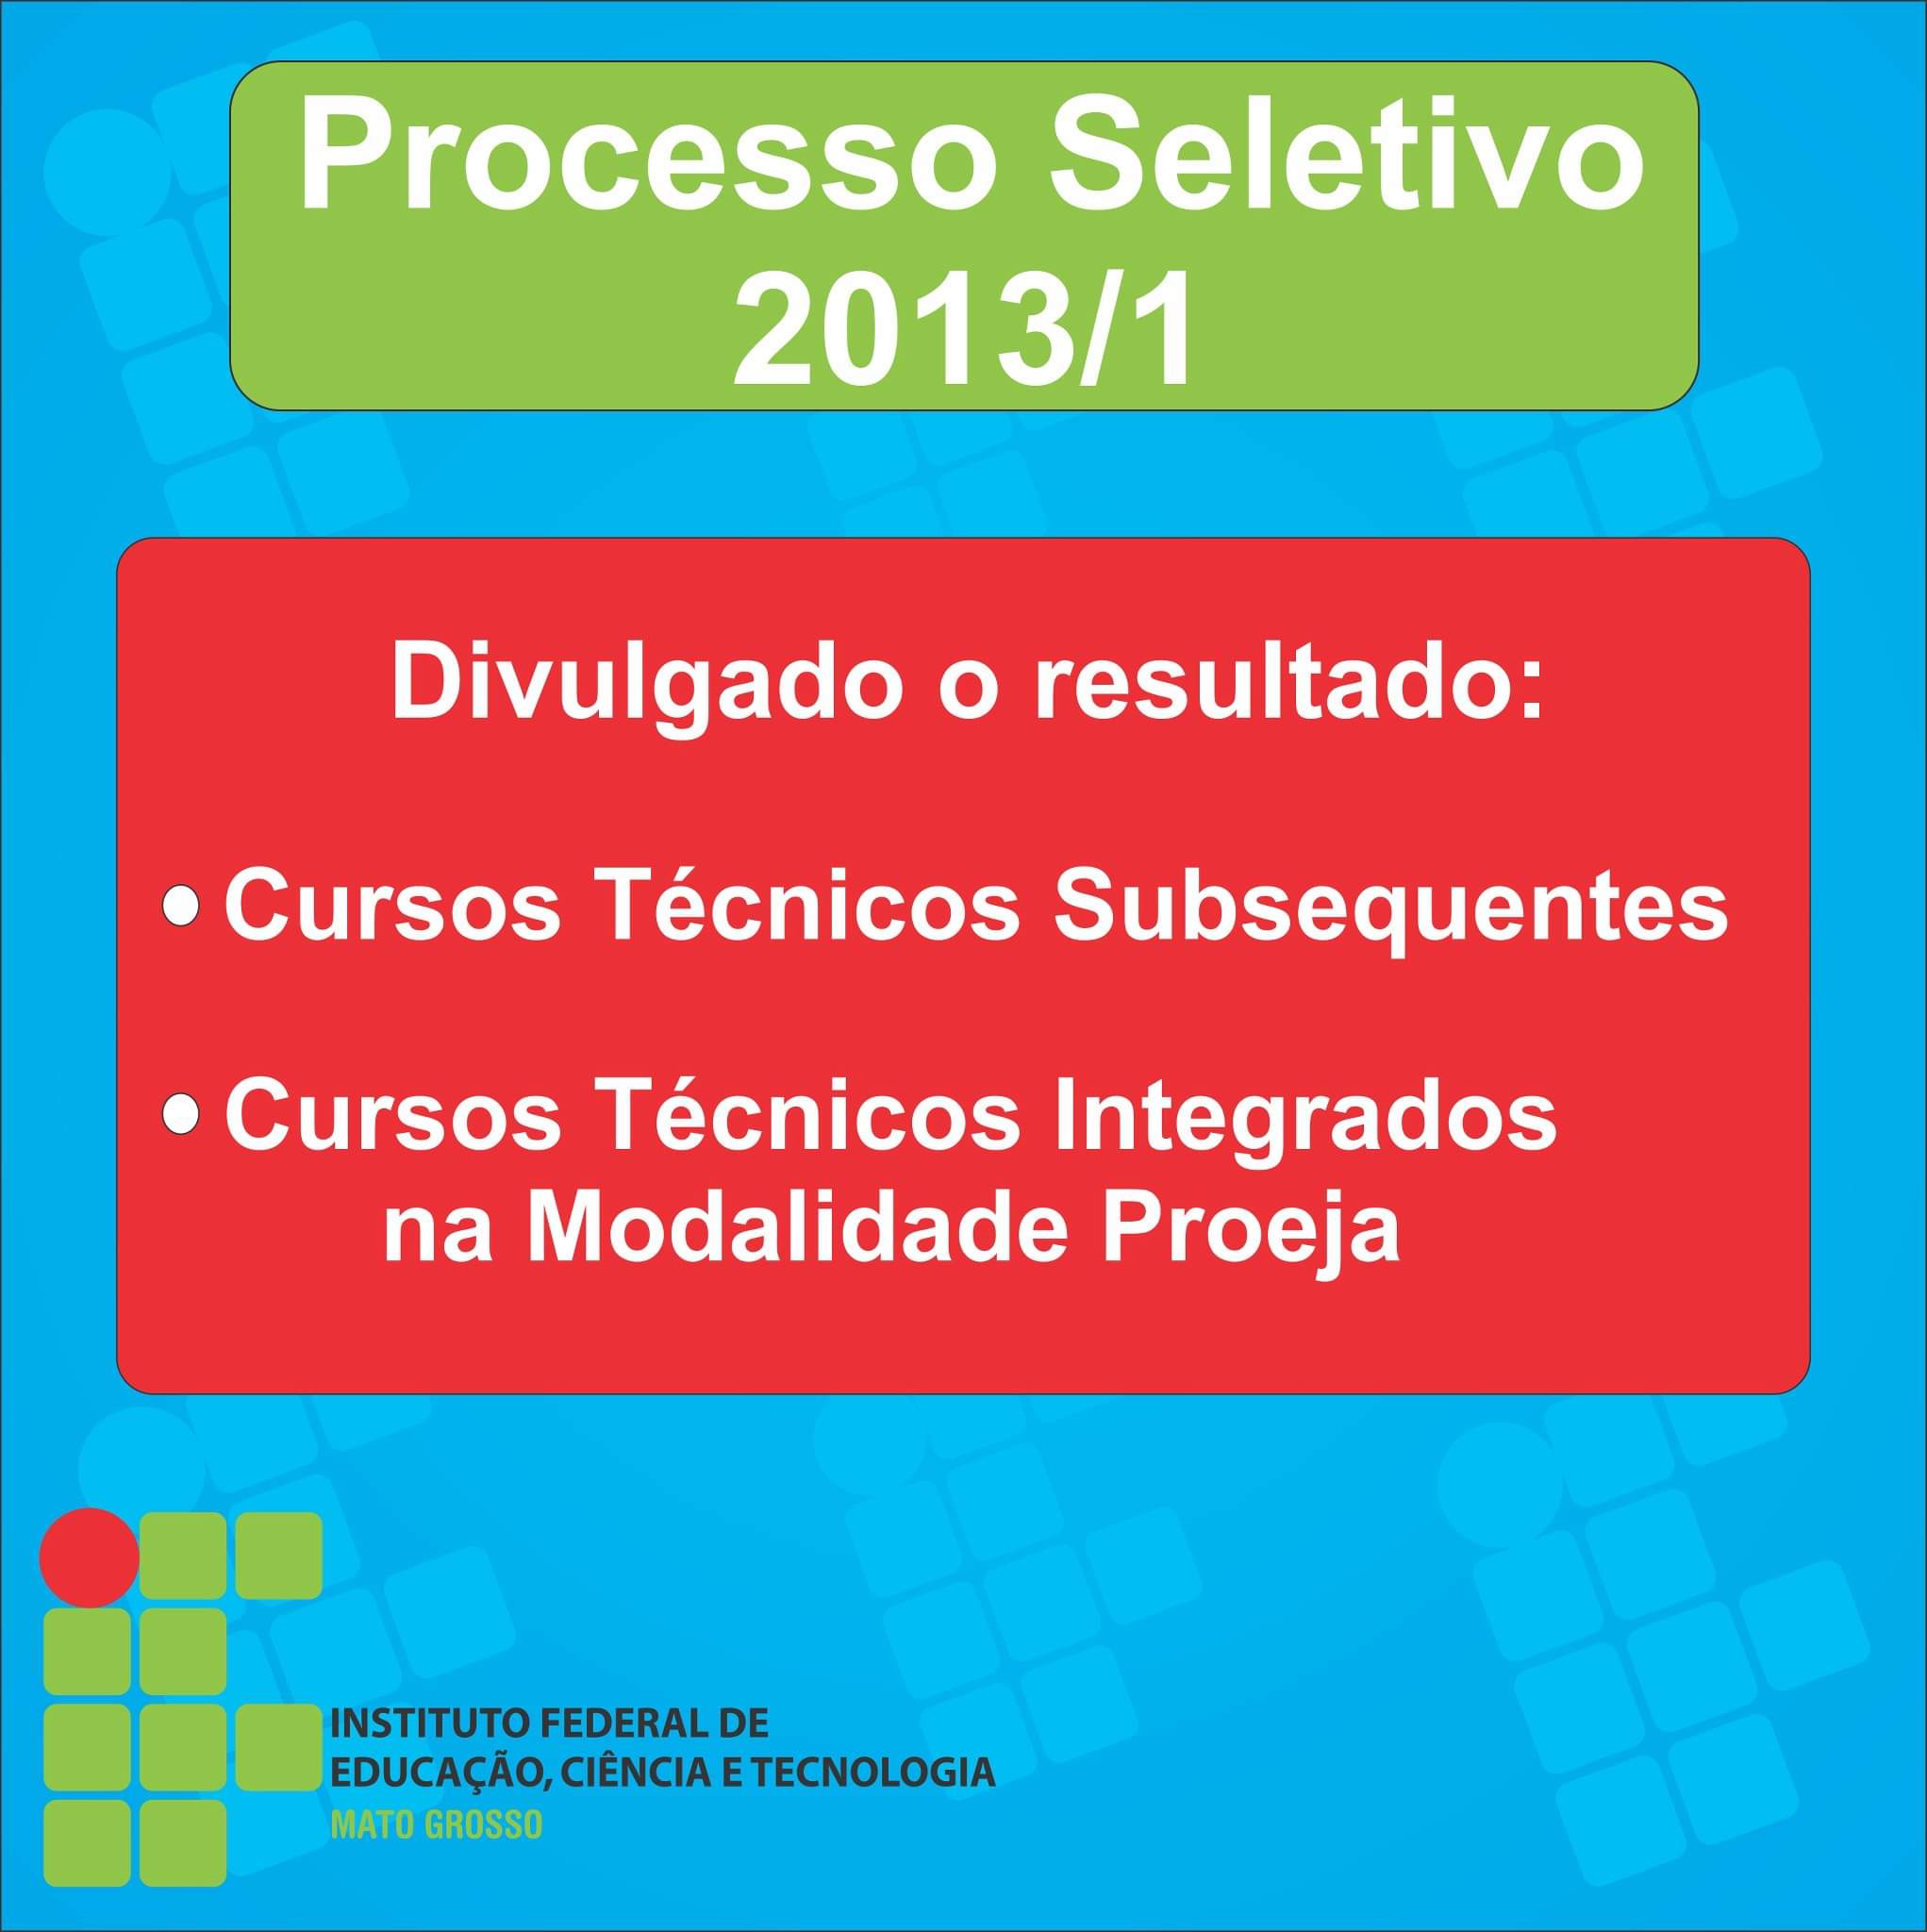 Processo Seletivo
2013/1
Divulgado o resultado:
Cursos Técnicos Subsequentes
Cursos Técnicos Integrados
na Modalidade Proeja
INSTITUTO FEDERAL DE
EDUCAÇÃO, CIÊNCIA E TECNOLOGIA
MATO GROSSO